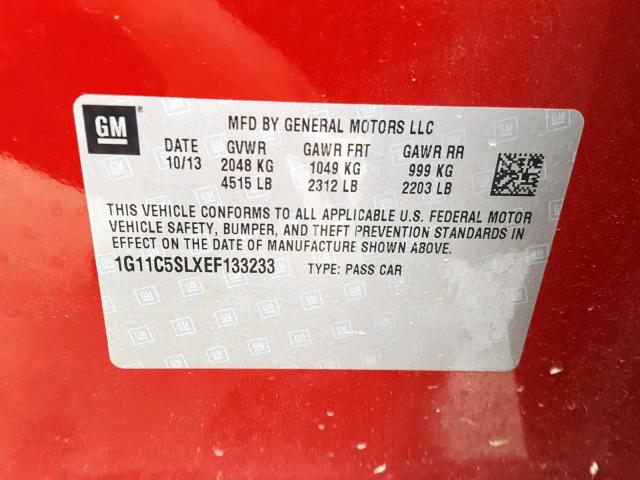 GM
MFD BY GENERAL MOTORS LLC
DATE GVWR GAWR FRT GAWR RR
10/13 2048 KG 1049 KG 999 KG
4515 LB 2312 LB 2203 LB
THIS VEHICLE CONFORMS TO ALL APPLICABLE U.S. FEDERAL MOTOR
VEHICLE SAFETY, BUMPER, AND THEFT PREVENTION STANDARDS IN
EFFECT ON THE DATE OF MANUFACTURE SHOWN ABOVE.
1G11C5SLXEF133233 TYPE: PASS CAR